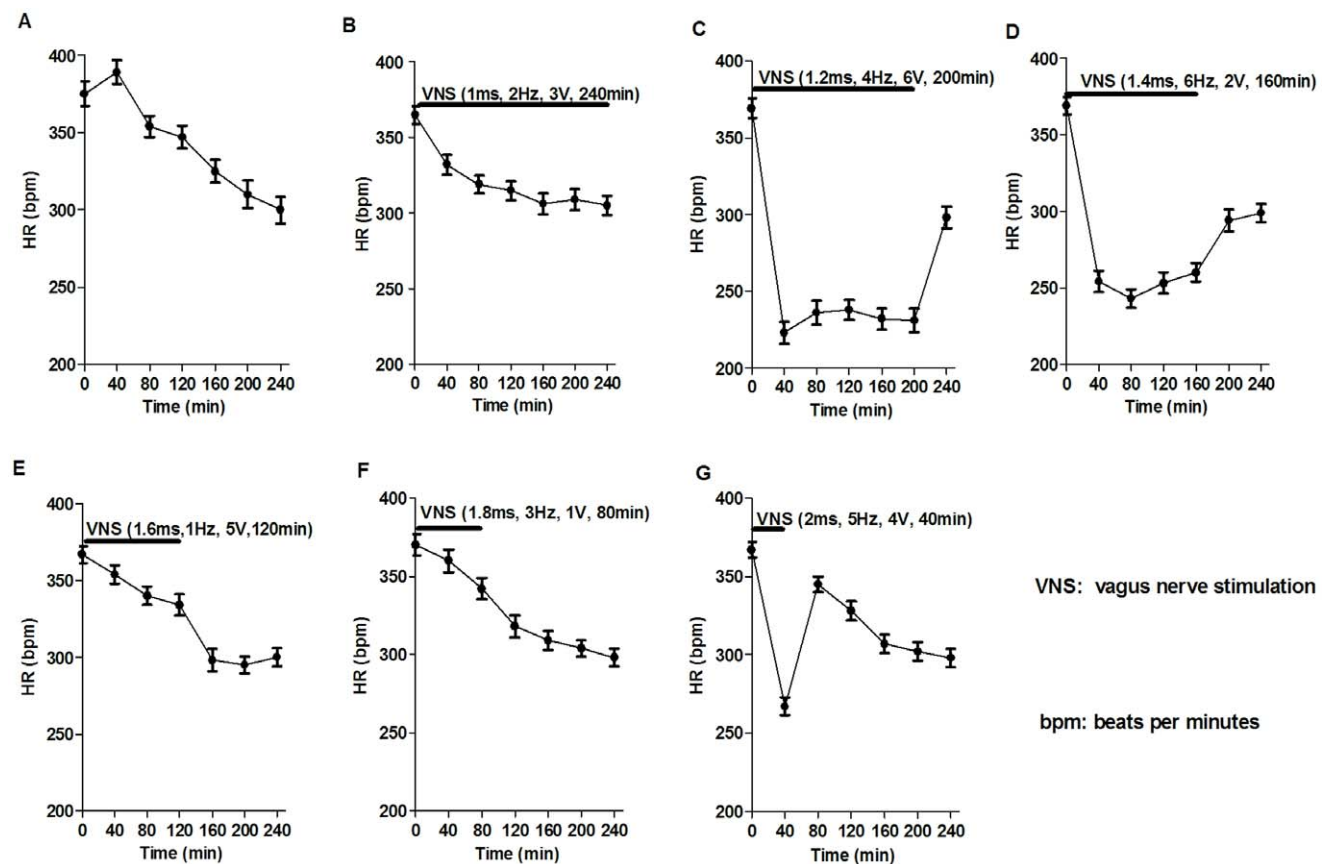 A
B
C
D
400
350
300
250
200
HR (bpm)
0 40 80 120 160 200 240
Time (min)
VNS (1ms, 2Hz, 3V, 240min)
400
350
300
250
200
HR (bpm)
0 40 80 120 160 200 240
Time (min)
VNS (1.2ms, 4Hz, 6V, 200min)
400
300
200
HR (bpm)
0 40 80 120 160 200 240
Time (min)
VNS (1.4ms, 6Hz, 2V, 160min)
400
350
300
250
200
HR (bpm)
0 40 80 120 160 200 240
Time (min)
E
F
G
VNS (1.6ms,1Hz, 5V,120min)
400
350
300
250
200
HR (bpm)
0 40 80 120 160 200 240
Time (min)
VNS (1.8ms, 3Hz, 1V, 80min)
400
350
300
250
200
HR (bpm)
0 40 80 120 160 200 240
Time (min)
VNS (2ms, 5Hz, 4V, 40min)
400
350
300
250
200
HR (bpm)
0 40 80 120 160 200 240
Time (min)
VNS: vagus nerve stimulation
bpm: beats per minutes